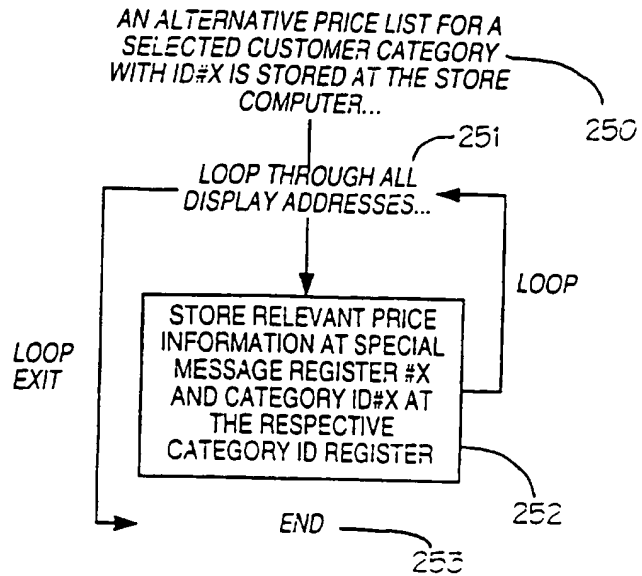 AN ALTERNATIVE PRICE LIST FOR A
SELECTED CUSTOMER CATEGORY
WITH ID#X IS STORED AT THE STORE
COMPUTER...
250
251
LOOP THROUGH ALL
DISPLAY ADDRESSES...
LOOP
STORE RELEVANT PRICE
INFORMATION AT SPECIAL
MESSAGE REGISTER #X
AND CATEGORY ID#X AT
THE RESPECTIVE
CATEGORY ID REGISTER
LOOP
EXIT
252
END
253